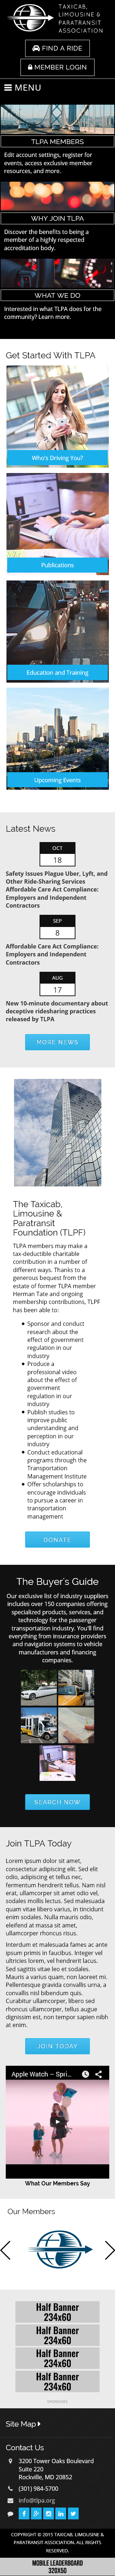 TAXICAB,
LIMOUSINE &
PARATRANSIT
ASSOCIATION
FIND A RIDE
MEMBER LOGIN
MENU
TLPA MEMBERS
Edit account settings, register for
events, access exclusive member
resources, and more.
WHY JOIN TLPA
Discover the benefits to being a
member of a highly respected
accreditation body.
WHAT WE DO
Interested in what TLPA does for the
community? Learn more.
Get Started With TLPA
Who's Driving You?
Publications
Education and Training
Upcoming Events
Latest News
OCT
18
Safety Issues Plague Uber, Lyft, and
Other Ride-Sharing Services
Affordable Care Act Compliance:
Employers and Independent
Contractors
SEP
8
Affordable Care Act Compliance:
Employers and Independent
Contractors
AUG
17
New 10-minute documentary about
deceptive ridesharing practices
released by TLPA
MORE NEWS
The Taxicab,
Limousine &
Paratransit
Foundation (TLPF)
TLPA members may make a
tax-deductible charitable
contribution in a number of
different ways. Thanks to a
generous bequest from the
estate of former TLPA member
Herman Tate and ongoing
membership contributions, TLPF
has been able to:
Sponsor and conduct
research about the
effect of government
regulation in our
industry
Produce a
professional video
about the effect of
government
regulation in our
industry
Publish studies to
improve public
understanding and
perception in our
industry
Conduct educational
programs through the
Transportation
Management Institute
Offer scholarships to
encourage individuals
to pursue a career in
transportation
management
DONATE
The Buyer's Guide
Our exclusive list of industry suppliers
includes over 150 companies offering
specialized products, services, and
technology for the passenger
transportation industry. You'll find
everything from insurance providers
and communication systems to vehicle
manufacturers and financing
companies.
SEARCH NOW
Join TLPA Today
Lorem ipsum dolor sit amet,
consectetur adipiscing elit. Sed elit
odio, adipiscing et tellus nec,
fermentum hendrerit tellus. Nam nisl
erat, ullamcorper sit amet odio vel,
sodales mollis lectus. Sed malesuada
quam vitae libero varius, in tincidunt
enim sodales. Nulla mauris odio,
eleifend at massa sit amet,
ullamcorper rhoncus risus.
Interdum et malesuada fames ac ante
ipsum primis in faucibus. Integer vel
ultricies lorem, vel hendrerit lacus.
Sed sagittis vitae leo et sodales.
Mauris a varius quam, non laoreet mi.
Pellentesque gravida convallis urna, a
convallis nisl bibendum quis.
Curabitur ullamcorper, libero sed
rhoncus ullamcorper, tellus augue
dignissim est, non tempor sapien nibh
at enim.
JOIN TODAY
Apple Watch – Spri...
What Our Members Say
Our Members
Half Banner
234x60
Half Banner
234x60
Half Banner
234x60
Half Banner
234x60
SPONSORS
Site Map
Contact Us
3200 Tower Oaks Boulevard
Suite 220
Rockville, MD 20852
(301) 984-5700
info@tlpa.org
COPYRIGHT © 2015 TAXICAB, LIMOUSINE &
PARATRANSIT ASSOCIATION. ALL RIGHTS
RESERVED.
MOBILE LEADERBOARD
320X50